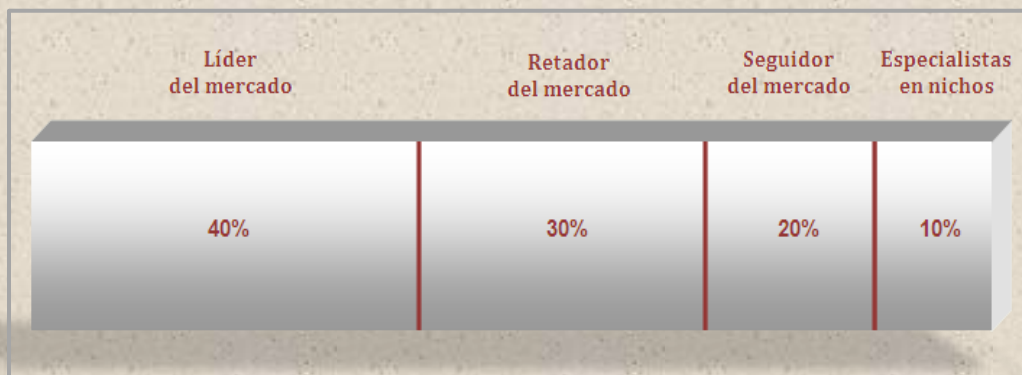 Líder
del mercado
Retador
del mercado
Seguidor
del mercado
Especialistas
en nichos
40%
30%
20%
10%